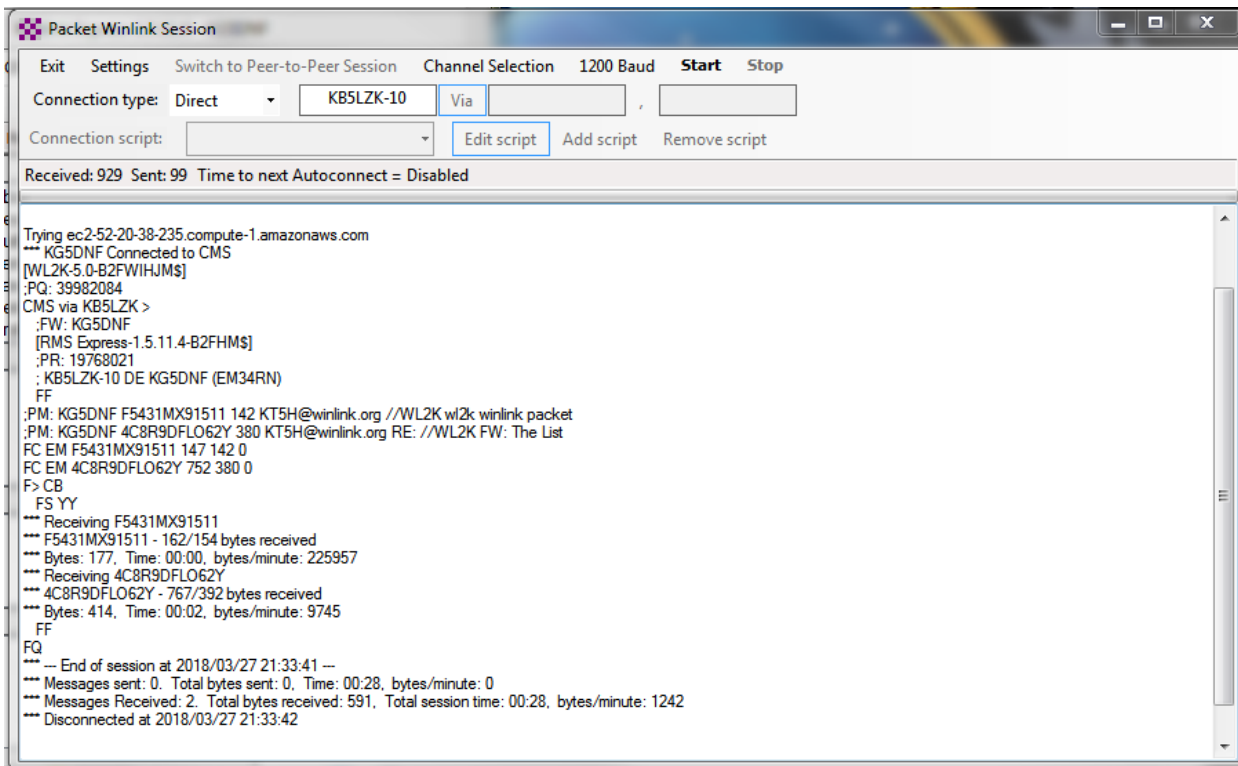 Packet Winlink Session
Exit Settings Switch to Peer-to-Peer Session Channel Selection 1200 Baud Start Stop
Connection type: Direct KB5LZK-10 Via ,
Connection script: Edit script Add script Remove script
Received: 929 Sent: 99 Time to next Autoconnect = Disabled
Trying ec2-52-20-38-235.compute-1.amazonaws.com
*** KG5DNF Connected to CMS
[WL2K-5.0-B2FWIHJM$]
;PQ: 39982084
CMS via KB5LZK >
;FW: KG5DNF
[RMS Express-1.5.11.4-B2FHM$]
;PR: 19768021
; KB5LZK-10 DE KG5DNF (EM34RN)
FF
;PM: KG5DNF F5431MX91511 142 KT5H@winlink.org //WL2K wl2k winlink packet
;PM: KG5DNF 4C8R9DFLO62Y 380 KT5H@winlink.org RE: //WL2K FW: The List
FC EM F5431MX91511 147 142 0
FC EM 4C8R9DFLO62Y 752 380 0
F> CB
FS YY
*** Receiving F5431MX91511
*** F5431MX91511 - 162/154 bytes received
*** Bytes: 177, Time: 00:00, bytes/minute: 225957
*** Receiving 4C8R9DFLO62Y
*** 4C8R9DFLO62Y - 767/392 bytes received
*** Bytes: 414, Time: 00:02, bytes/minute: 9745
FF
FQ
*** --- End of session at 2018/03/27 21:33:41 ---
*** Messages sent: 0. Total bytes sent: 0, Time: 00:28, bytes/minute: 0
*** Messages Received: 2. Total bytes received: 591, Total session time: 00:28, bytes/minute: 1242
*** Disconnected at 2018/03/27 21:33:42